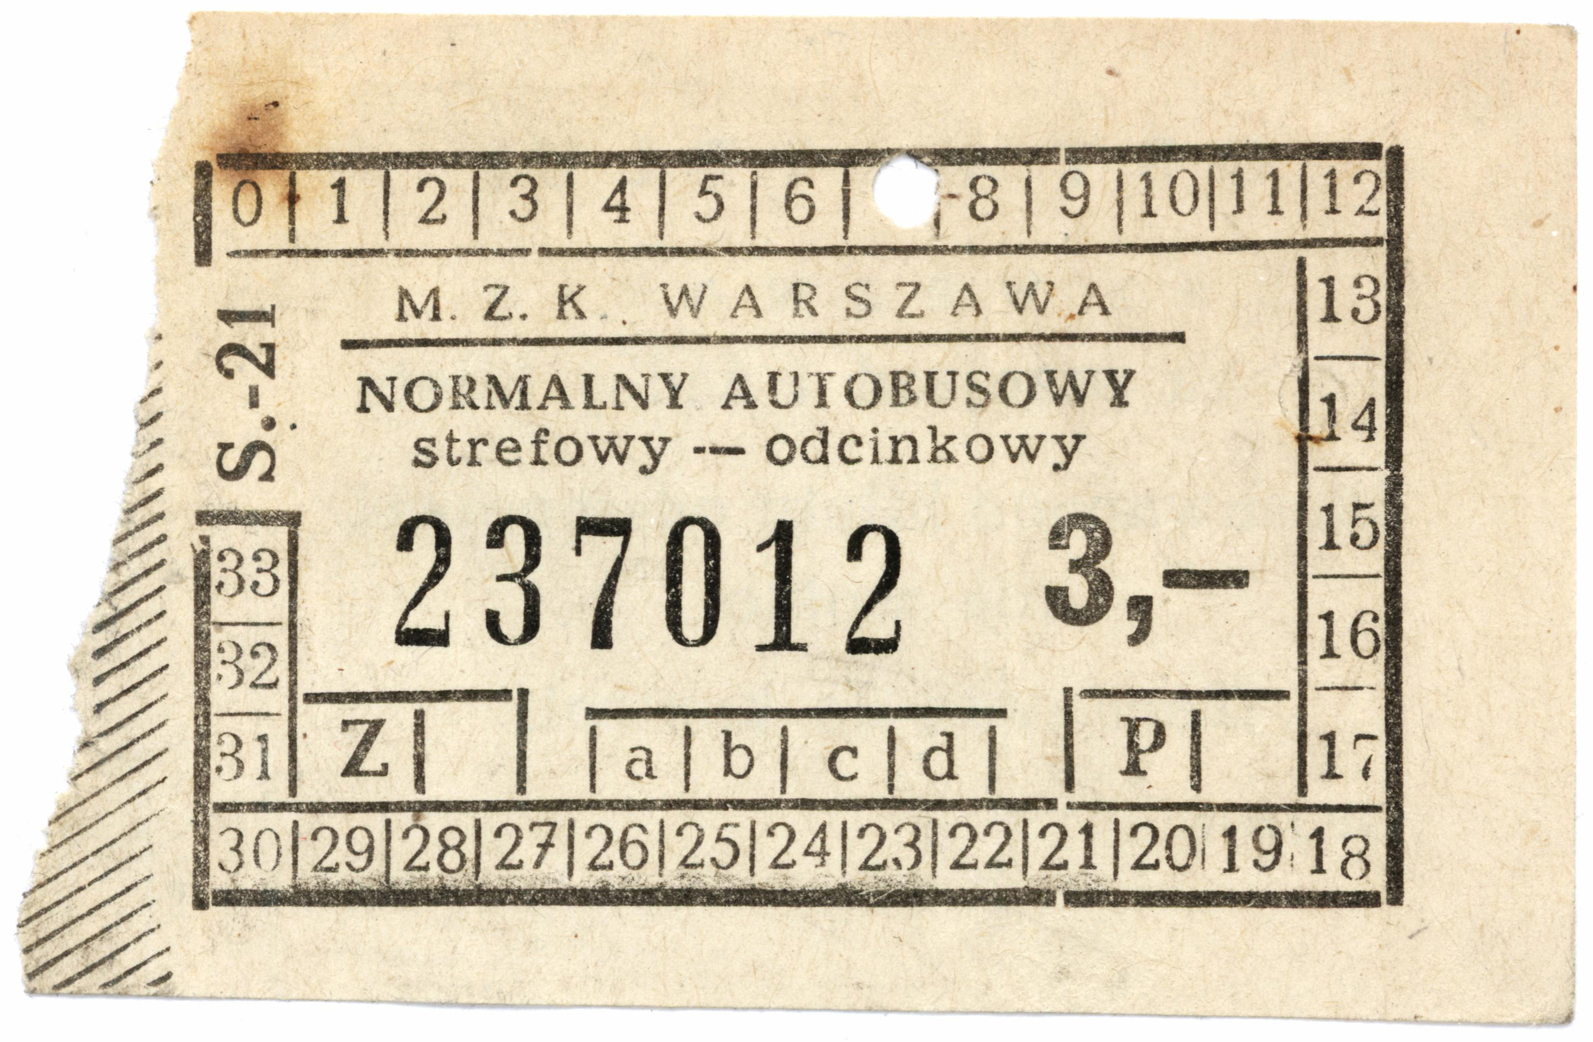 0 | 1 | 2 | 3 | 4 | 5 | 6 | | 8 | 9 | 10 | 11 | 12
M. Z. K. WARSZAWA
NORMALNY AUTOBUSOWY
strefowy — odcinkowy
237012 3,—
S.-21
13
14
15
16
17
33
32
31
Z | | a | b | c | d | P |
30 | 29 | 28 | 27 | 26 | 25 | 24 | 23 | 22 | 21 | 20 | 19 | 18